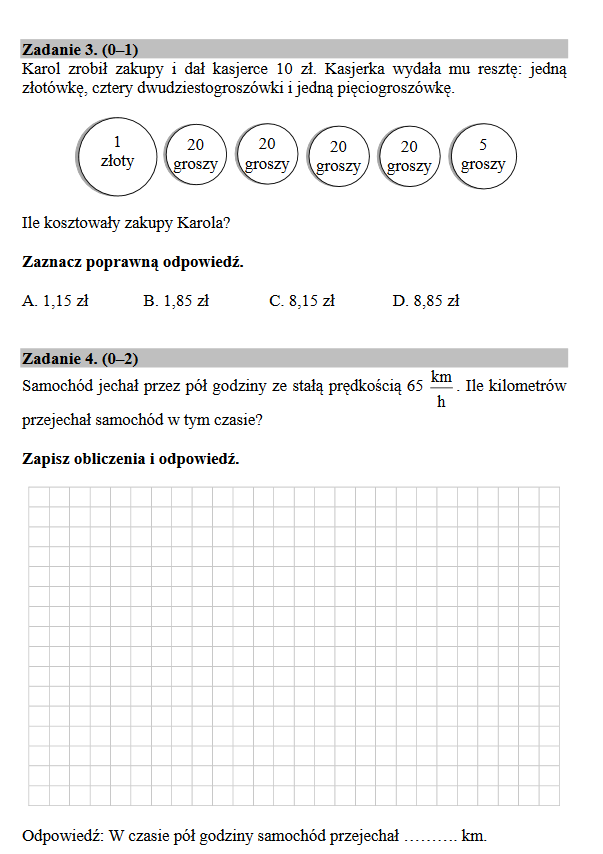 Zadanie 3. (0–1)
Karol zrobił zakupy i dał kasjerce 10 zł. Kasjerka wydała mu resztę: jedną
złotówkę, cztery dwudziestogroszówki i jedną pięciogroszówkę.
1 złoty
20 groszy
20 groszy
20 groszy
20 groszy
5 groszy
Ile kosztowały zakupy Karola?
Zaznacz poprawną odpowiedź.
A. 1,15 zł B. 1,85 zł C. 8,15 zł D. 8,85 zł
Zadanie 4. (0–2)
Samochód jechał przez pół godziny ze stałą prędkością 65 km/h. Ile kilometrów
przejechał samochód w tym czasie?
Zapisz obliczenia i odpowiedź.
Odpowiedź: W czasie pół godziny samochód przejechał ………. km.